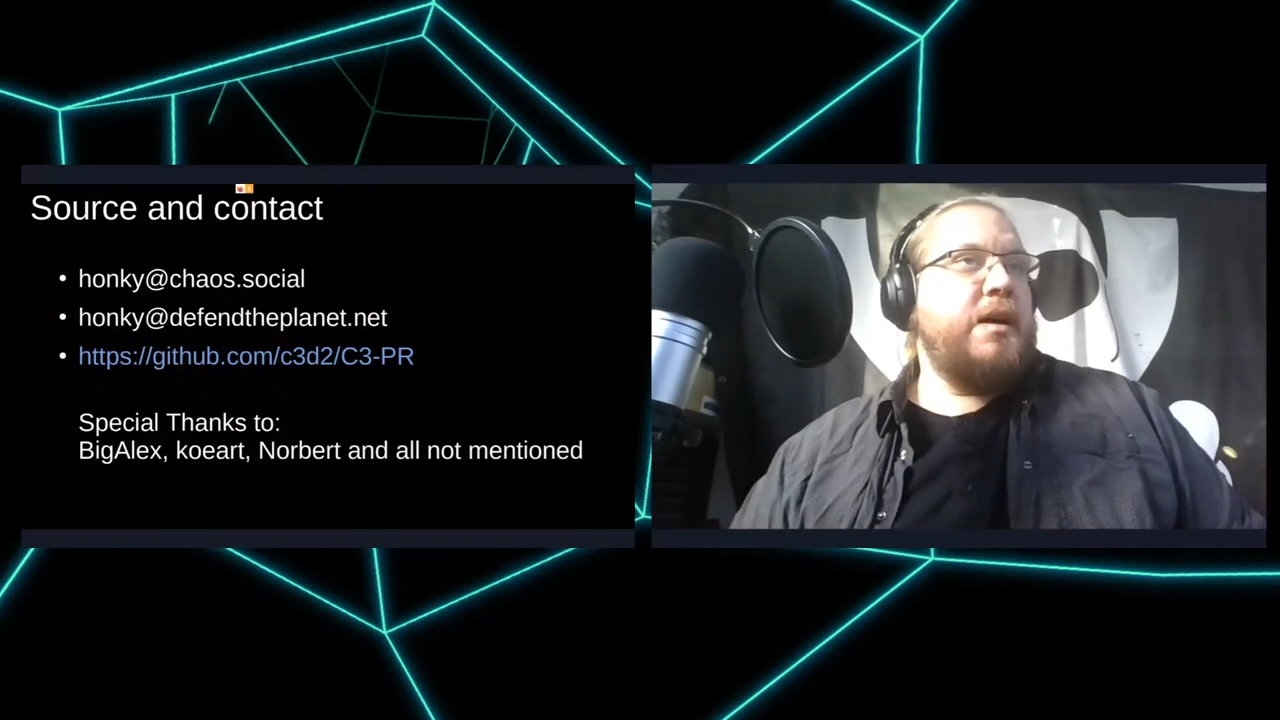 Source and contact
• honky@chaos.social
• honky@defendtheplanet.net
• https://github.com/c3d2/C3-PR
Special Thanks to:
BigAlex, koeart, Norbert and all not mentioned